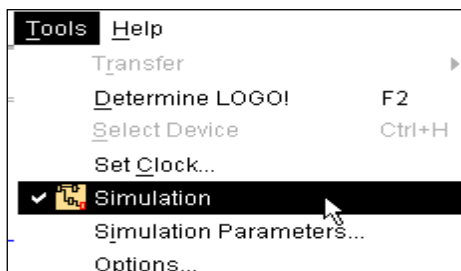 Tools Help
Transfer
Determine LOGO! F2
Select Device Ctrl+H
Set Clock...
Simulation
Simulation Parameters...
Options...